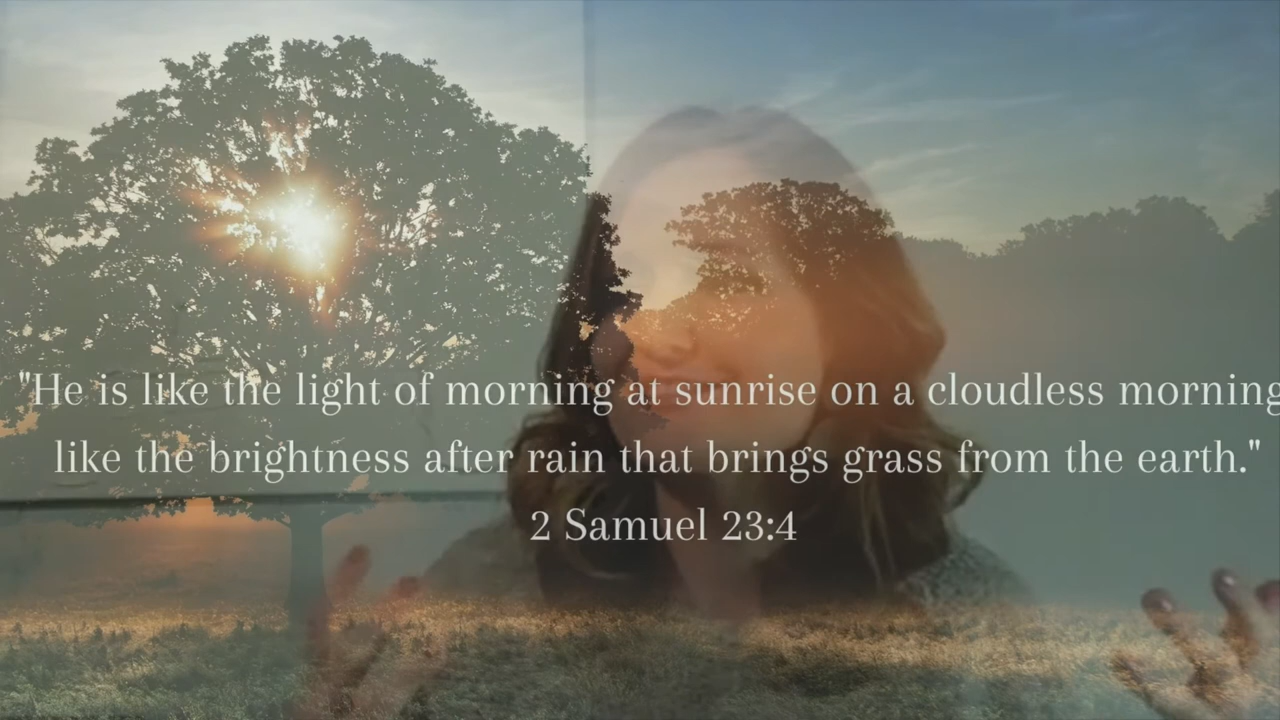 "He is like the light of morning at sunrise on a cloudless morning
like the brightness after rain that brings grass from the earth."
2 Samuel 23:4